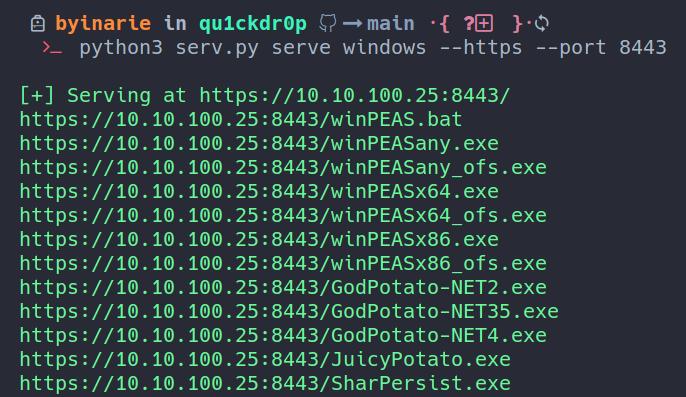 byinarie in qu1ckdr0p main ·{ ?+ }·
>_ python3 serv.py serve windows --https --port 8443
[+] Serving at https://10.10.100.25:8443/
https://10.10.100.25:8443/winPEAS.bat
https://10.10.100.25:8443/winPEASany.exe
https://10.10.100.25:8443/winPEASany_ofs.exe
https://10.10.100.25:8443/winPEASx64.exe
https://10.10.100.25:8443/winPEASx64_ofs.exe
https://10.10.100.25:8443/winPEASx86.exe
https://10.10.100.25:8443/winPEASx86_ofs.exe
https://10.10.100.25:8443/GodPotato-NET2.exe
https://10.10.100.25:8443/GodPotato-NET35.exe
https://10.10.100.25:8443/GodPotato-NET4.exe
https://10.10.100.25:8443/JuicyPotato.exe
https://10.10.100.25:8443/SharPersist.exe